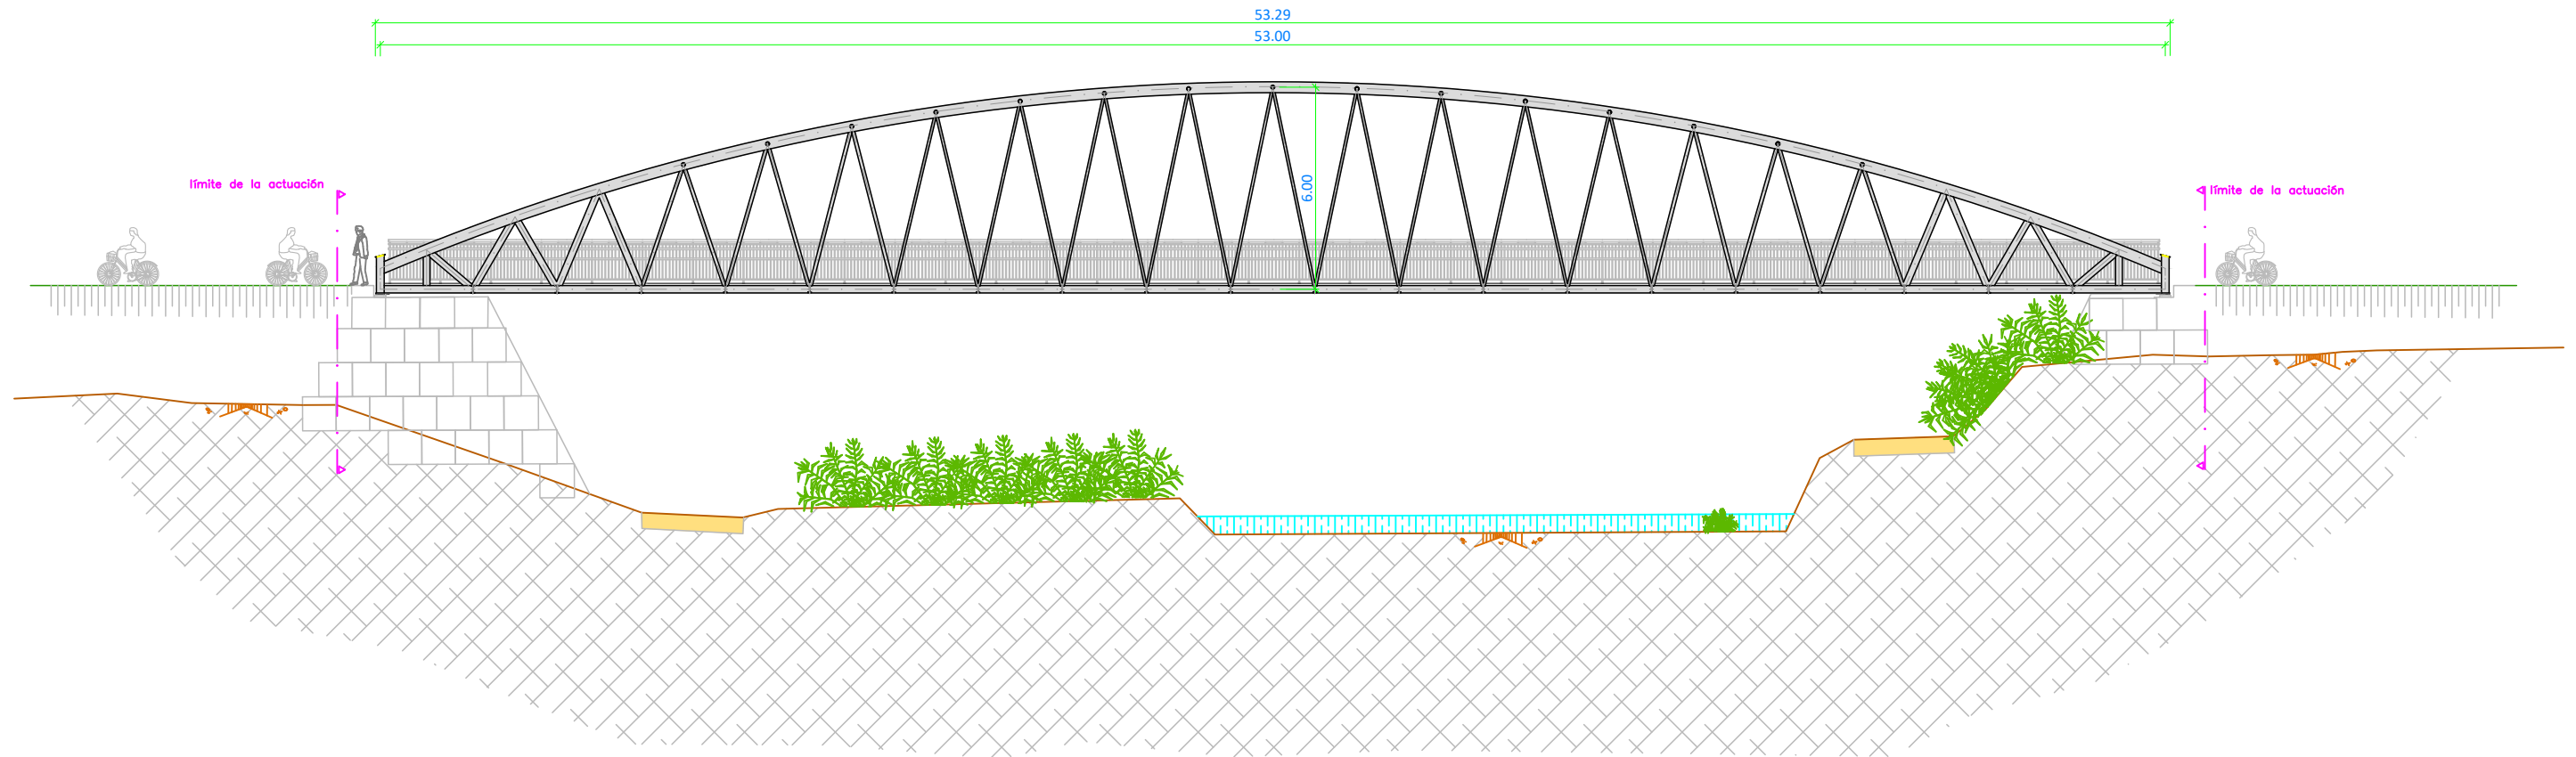 53.29
53.00
límite de la actuación
límite de la actuación
6.00